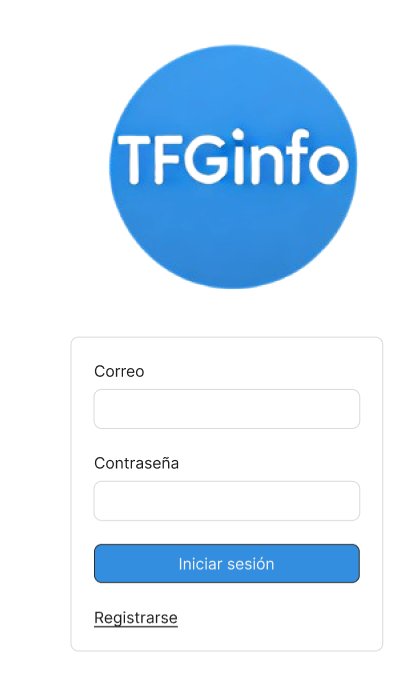 TFGinfo
Correo
Contraseña
Iniciar sesión
Registrarse